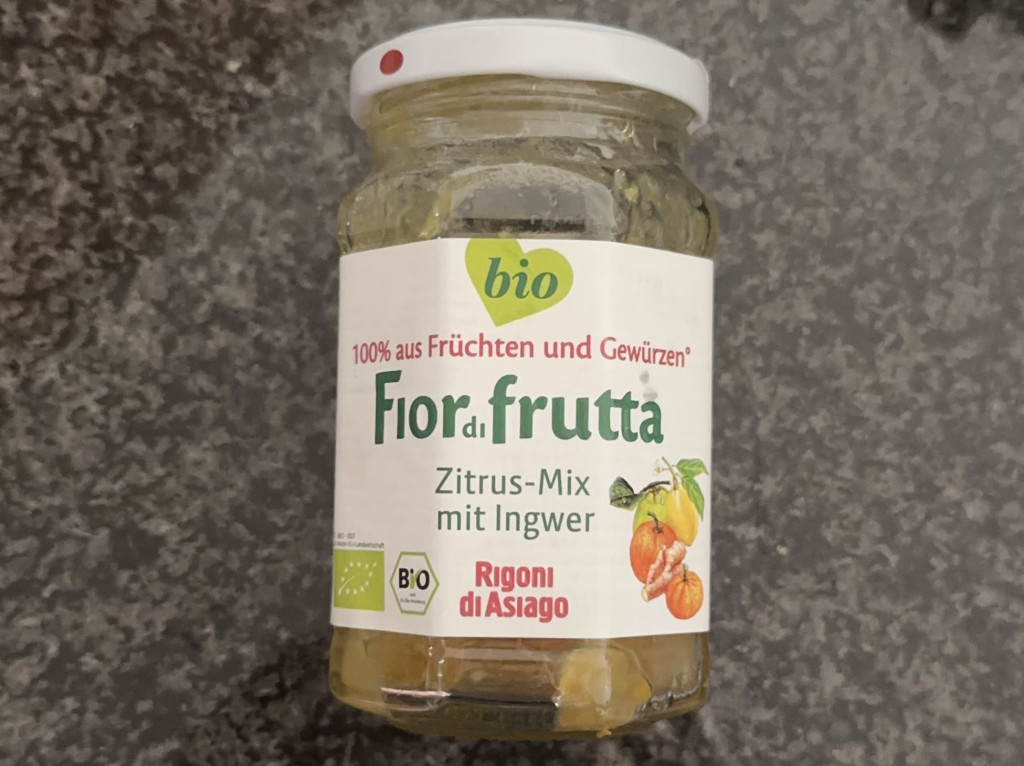 bio
100% aus Früchten und Gewürzen°
Fior di frutta
Zitrus-Mix
mit Ingwer
BIO
Rigoni
di Asiago